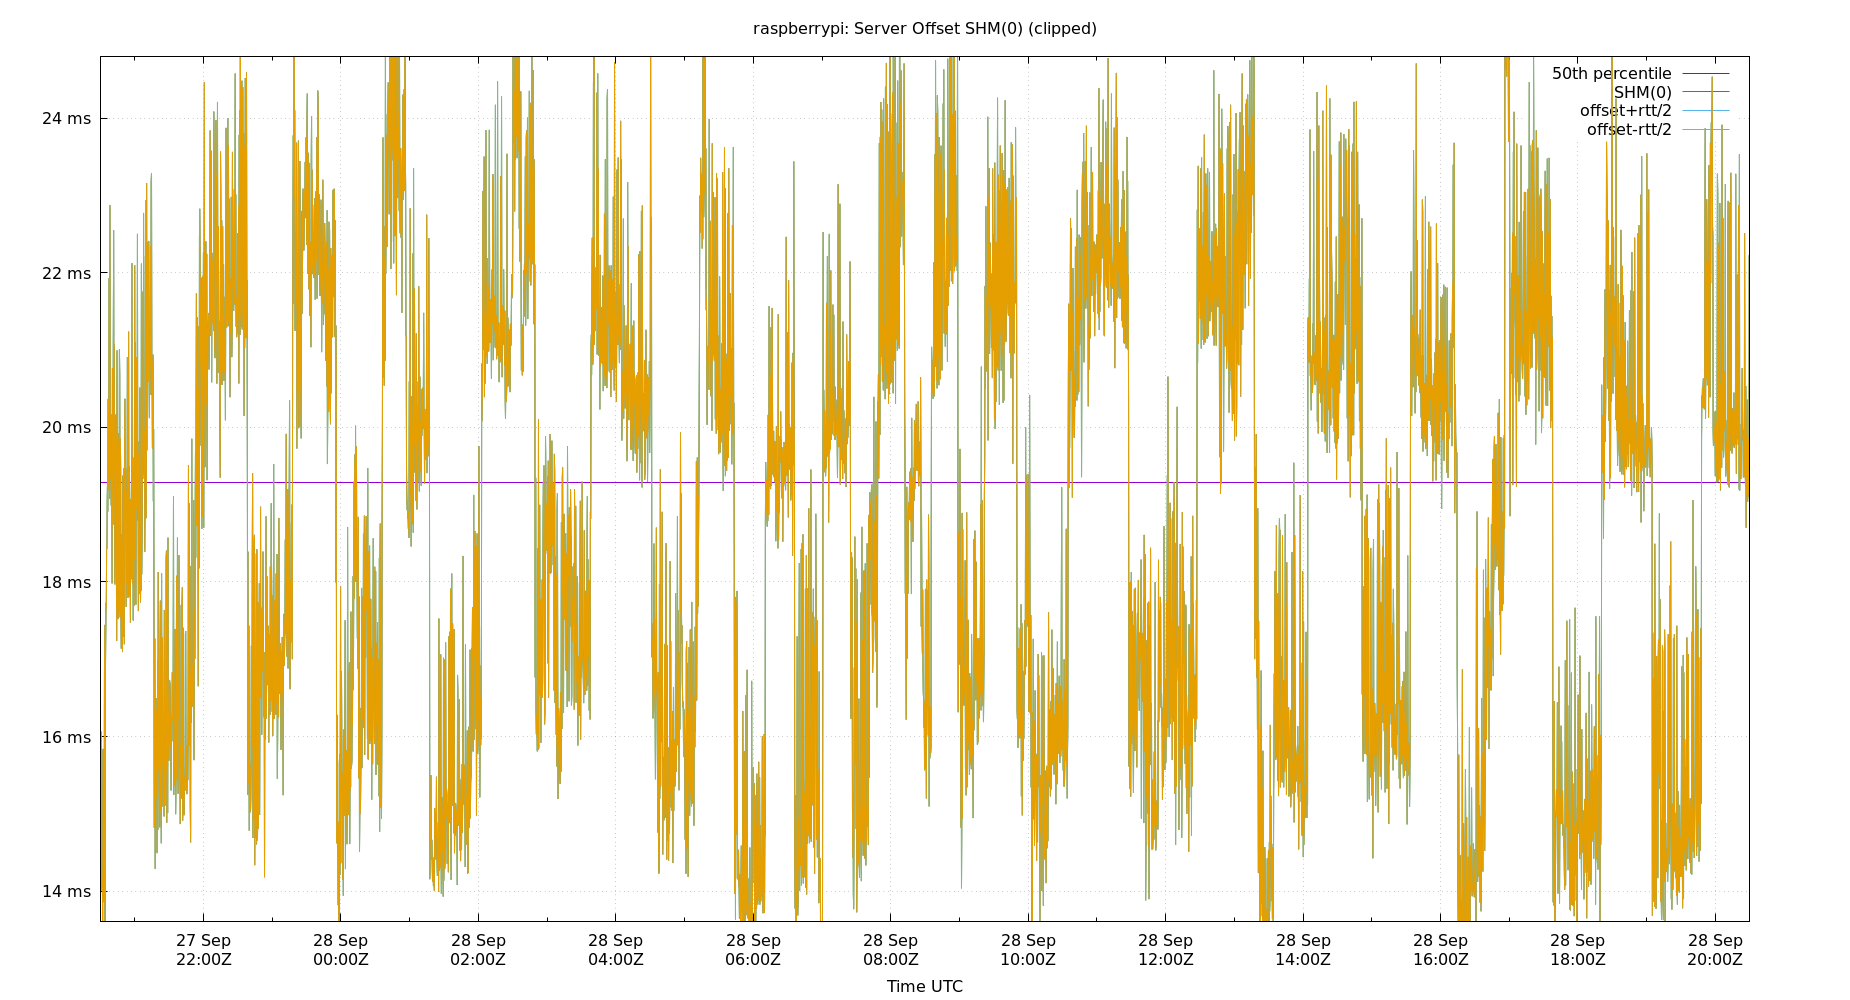 raspberrypi: Server Offset SHM(0) (clipped)
50th percentile
SHM(0)
offset+rtt/2
offset-rtt/2
24 ms
22 ms
20 ms
18 ms
16 ms
14 ms
27 Sep 28 Sep 28 Sep 28 Sep 28 Sep 28 Sep 28 Sep 28 Sep 28 Sep 28 Sep 28 Sep 28 Sep
22:00Z 00:00Z 02:00Z 04:00Z 06:00Z 08:00Z 10:00Z 12:00Z 14:00Z 16:00Z 18:00Z 20:00Z
Time UTC